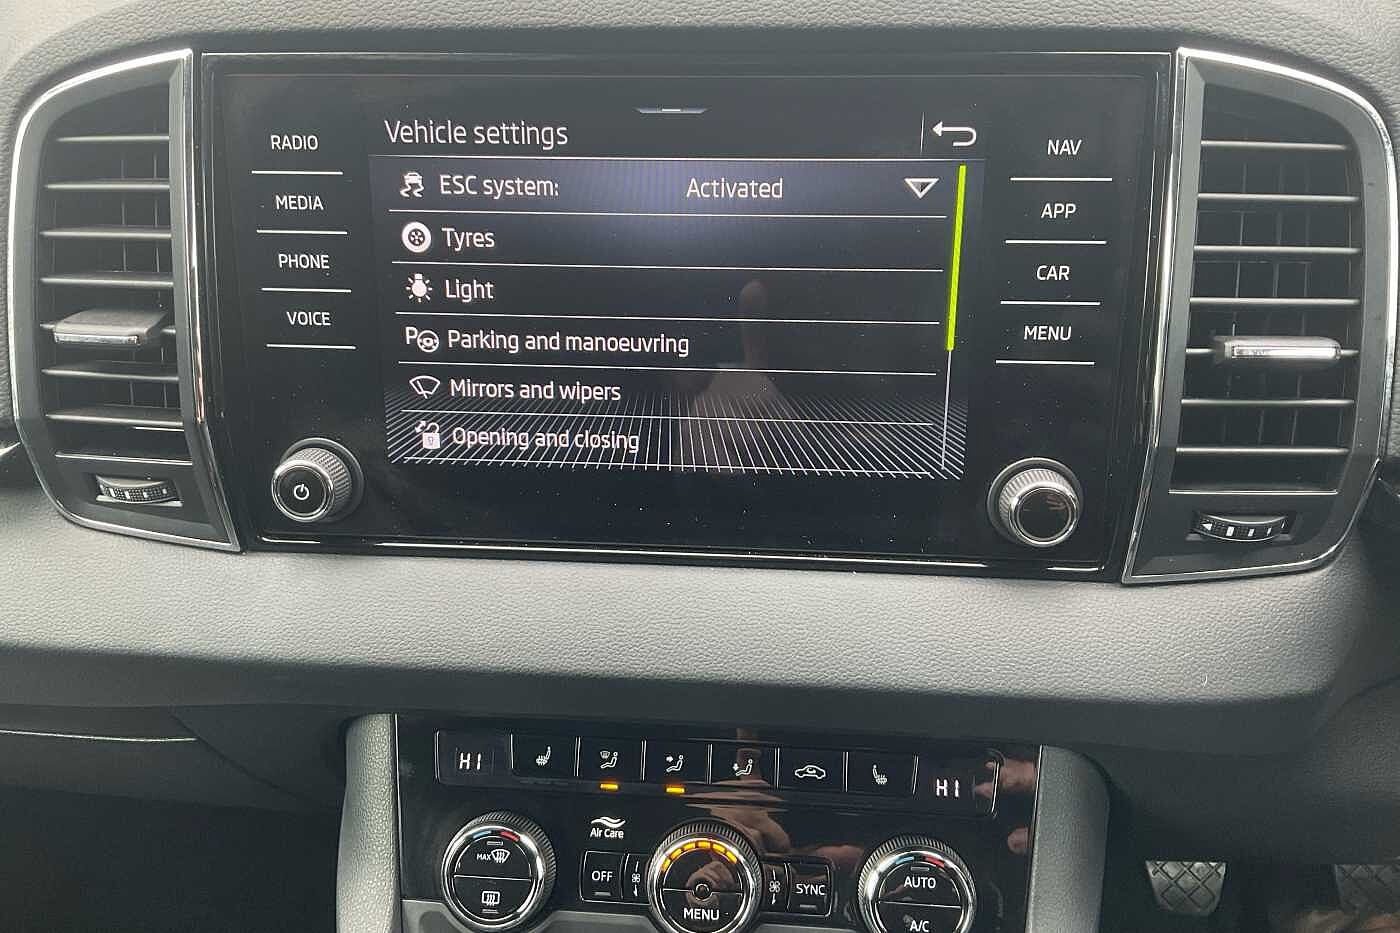 RADIO
MEDIA
PHONE
VOICE
Vehicle settings
ESC system: Activated
Tyres
Light
Parking and manoeuvring
Mirrors and wipers
Opening and closing
NAV
APP
CAR
MENU
HI
HI
MAX
Air Care
OFF
MENU
SYNC
AUTO
A/C